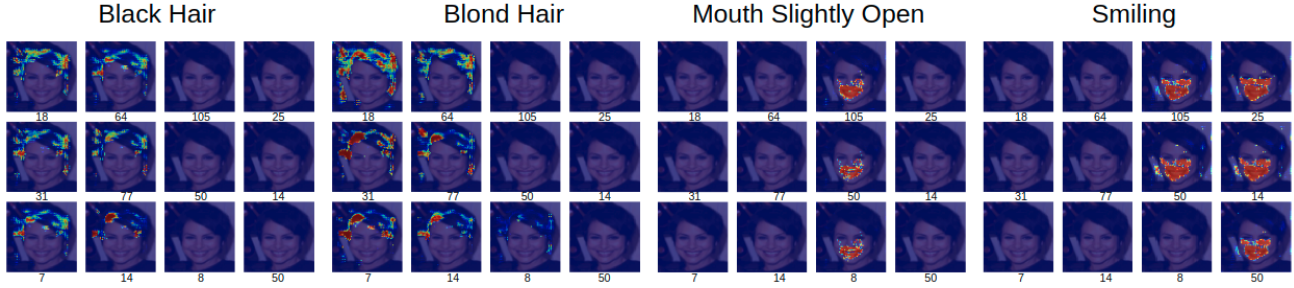 Black Hair Blond Hair Mouth Slightly Open Smiling
18 64 105 25 18 64 105 25 18 64 105 25 18 64 105 25
31 77 50 14 31 77 50 14 31 77 50 14 31 77 50 14
7 14 8 50 7 14 8 50 7 14 8 50 7 14 8 50